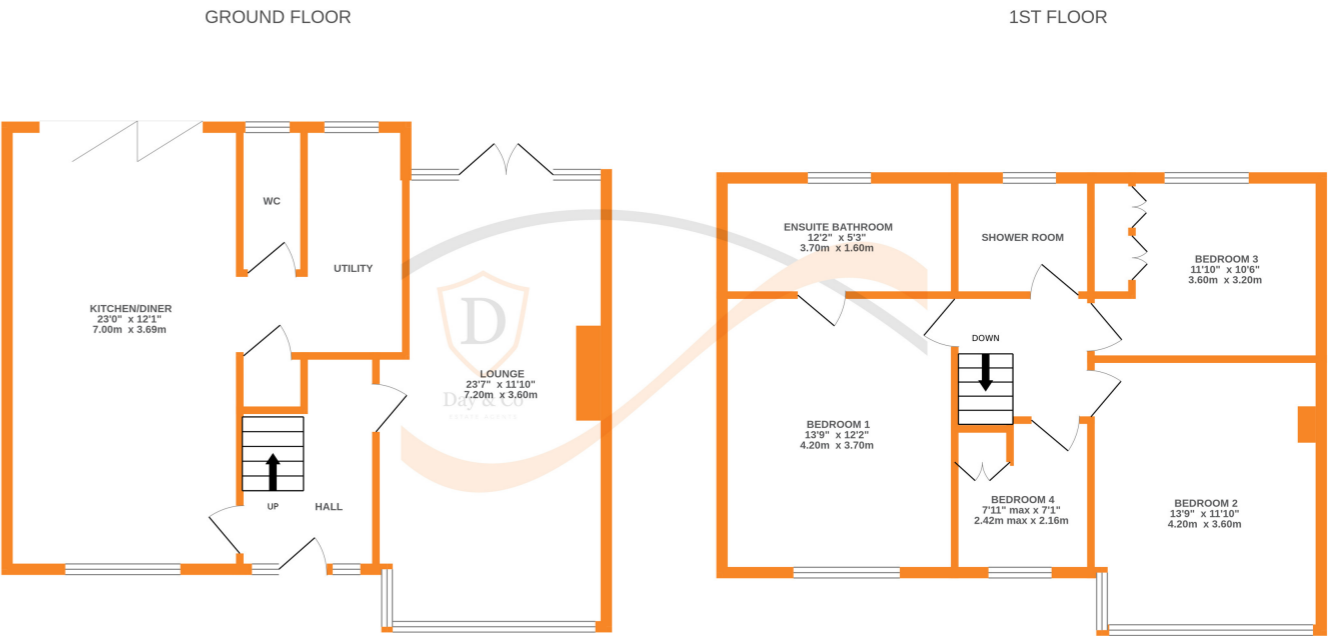 GROUND FLOOR
KITCHEN/DINER
23'0" x 12'1"
7.00m x 3.69m
WC
UTILITY
LOUNGE
23'7" x 11'10"
7.20m x 3.60m
D
Day & Co
ESTATE AGENTS
UP
HALL
1ST FLOOR
ENSUITE BATHROOM
12'2" x 5'3"
3.70m x 1.60m
SHOWER ROOM
BEDROOM 3
11'10" x 10'6"
3.60m x 3.20m
DOWN
BEDROOM 1
13'9" x 12'2"
4.20m x 3.70m
BEDROOM 4
7'11" max x 7'1"
2.42m max x 2.16m
BEDROOM 2
13'9" x 11'10"
4.20m x 3.60m